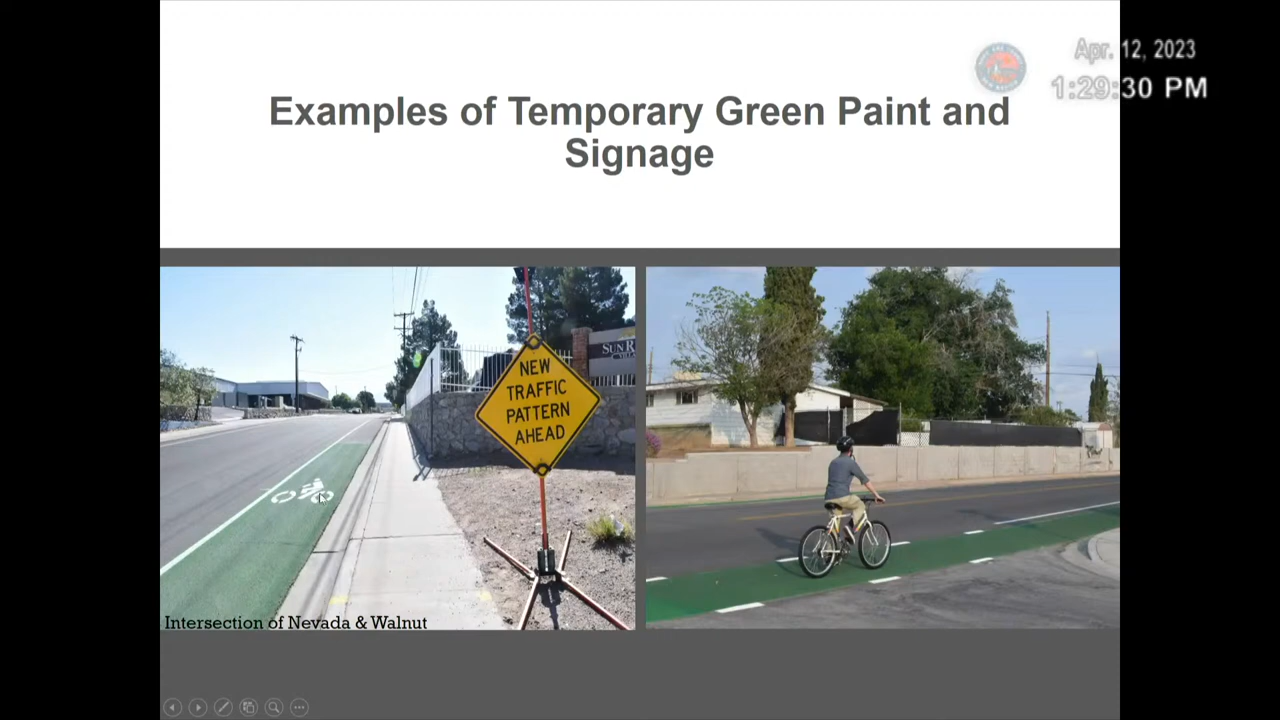 Apr. 12, 2023
1:29:30 PM
Examples of Temporary Green Paint and
Signage
NEW
TRAFFIC
PATTERN
AHEAD
Intersection of Nevada & Walnut